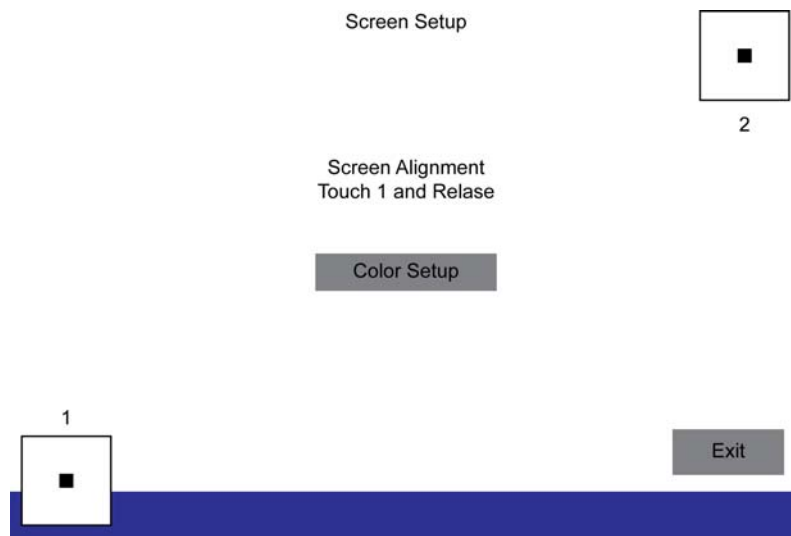 Screen Setup
2
Screen Alignment
Touch 1 and Relase
Color Setup
1
Exit